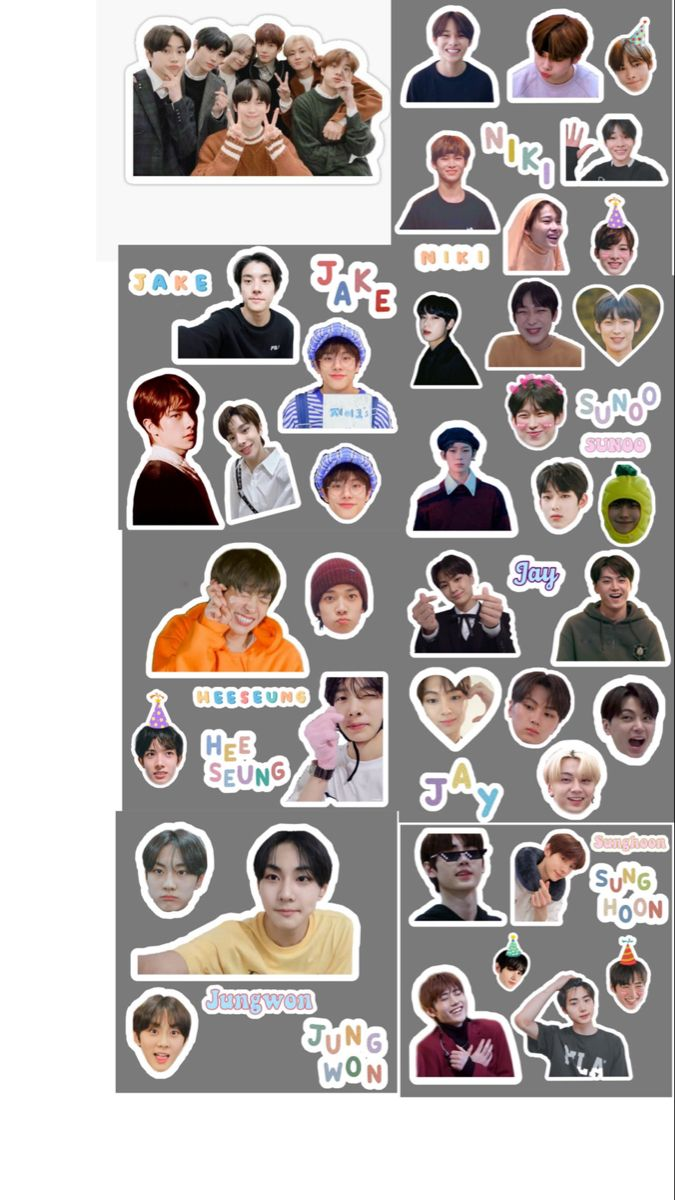 NIKI
NIKI
JAKE
JAKE
SUNOO
SUNOO
Jay
HEESEUNG
HEE
SEUNG
JAY
Sunghoon
SUNG
HOON
Jungwon
JUNG
WON